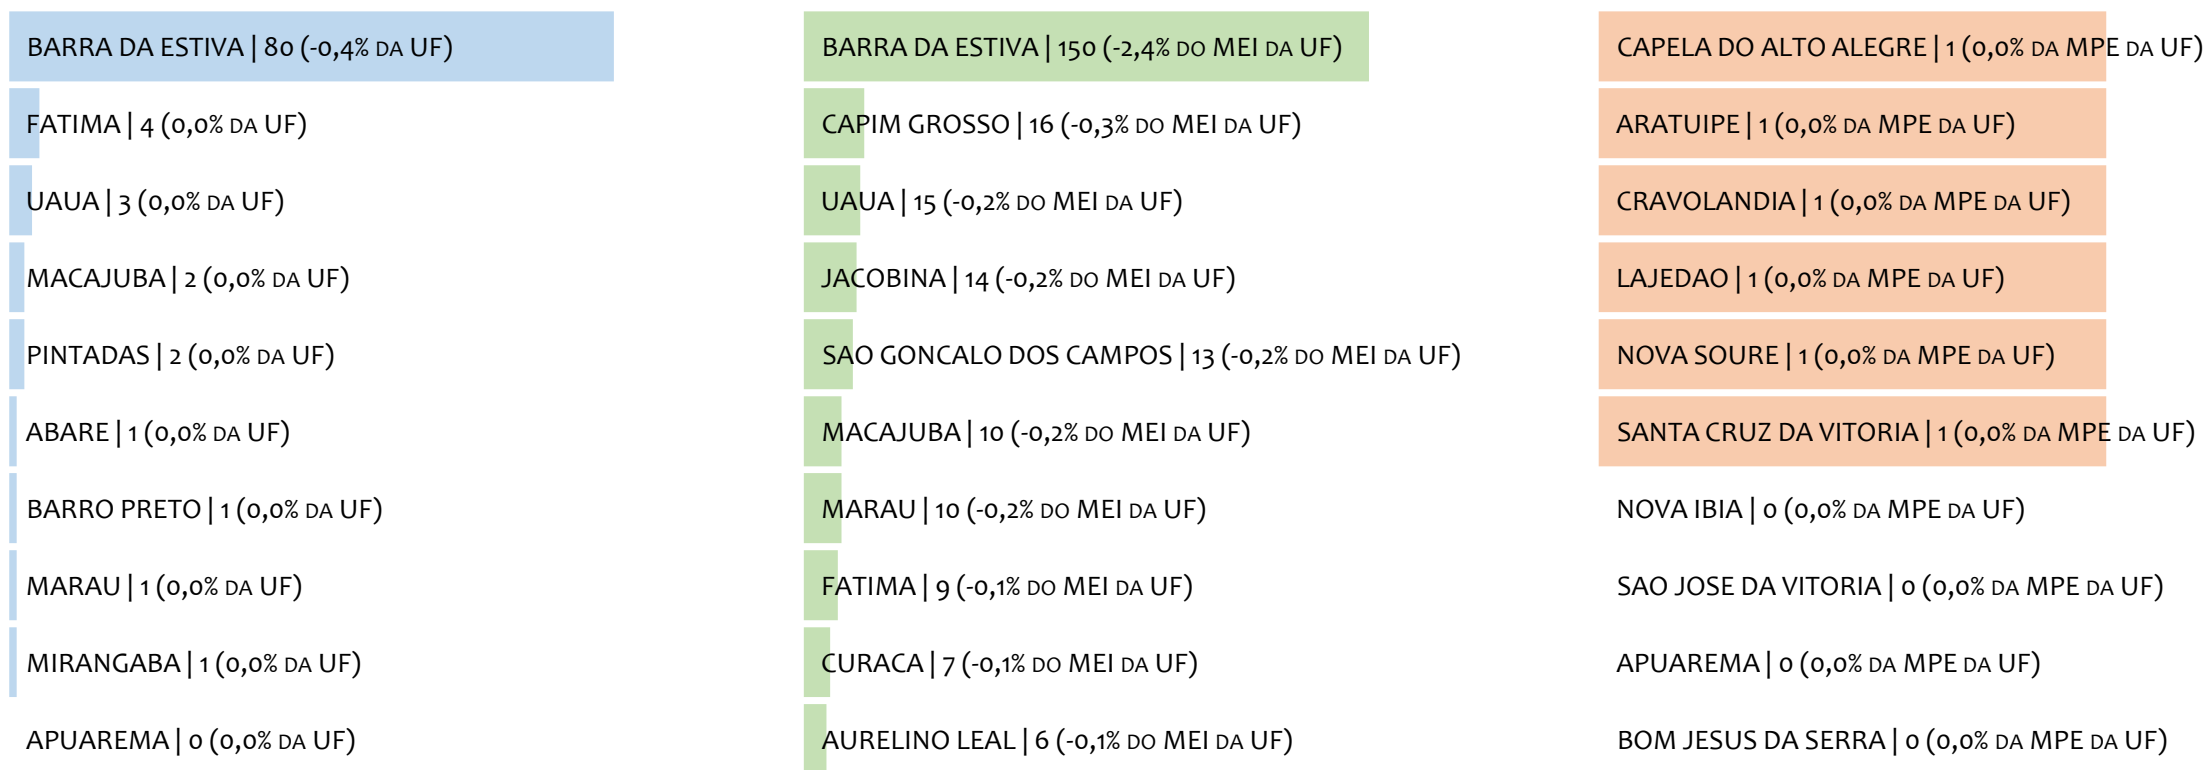 BARRA DA ESTIVA | 80 (-0,4% DA UF)
FATIMA | 4 (0,0% DA UF)
UAUA | 3 (0,0% DA UF)
MACAJUBA | 2 (0,0% DA UF)
PINTADAS | 2 (0,0% DA UF)
ABARE | 1 (0,0% DA UF)
BARRO PRETO | 1 (0,0% DA UF)
MARAU | 1 (0,0% DA UF)
MIRANGABA | 1 (0,0% DA UF)
APUAREMA | 0 (0,0% DA UF)
BARRA DA ESTIVA | 150 (-2,4% DO MEI DA UF)
CAPIM GROSSO | 16 (-0,3% DO MEI DA UF)
UAUA | 15 (-0,2% DO MEI DA UF)
JACOBINA | 14 (-0,2% DO MEI DA UF)
SAO GONCALO DOS CAMPOS | 13 (-0,2% DO MEI DA UF)
MACAJUBA | 10 (-0,2% DO MEI DA UF)
MARAU | 10 (-0,2% DO MEI DA UF)
FATIMA | 9 (-0,1% DO MEI DA UF)
CURACA | 7 (-0,1% DO MEI DA UF)
AURELINO LEAL | 6 (-0,1% DO MEI DA UF)
CAPELA DO ALTO ALEGRE | 1 (0,0% DA MPE DA UF)
ARATUIPE | 1 (0,0% DA MPE DA UF)
CRAVOLANDIA | 1 (0,0% DA MPE DA UF)
LAJEDAO | 1 (0,0% DA MPE DA UF)
NOVA SOURE | 1 (0,0% DA MPE DA UF)
SANTA CRUZ DA VITORIA | 1 (0,0% DA MPE DA UF)
NOVA IBIA | 0 (0,0% DA MPE DA UF)
SAO JOSE DA VITORIA | 0 (0,0% DA MPE DA UF)
APUAREMA | 0 (0,0% DA MPE DA UF)
BOM JESUS DA SERRA | 0 (0,0% DA MPE DA UF)